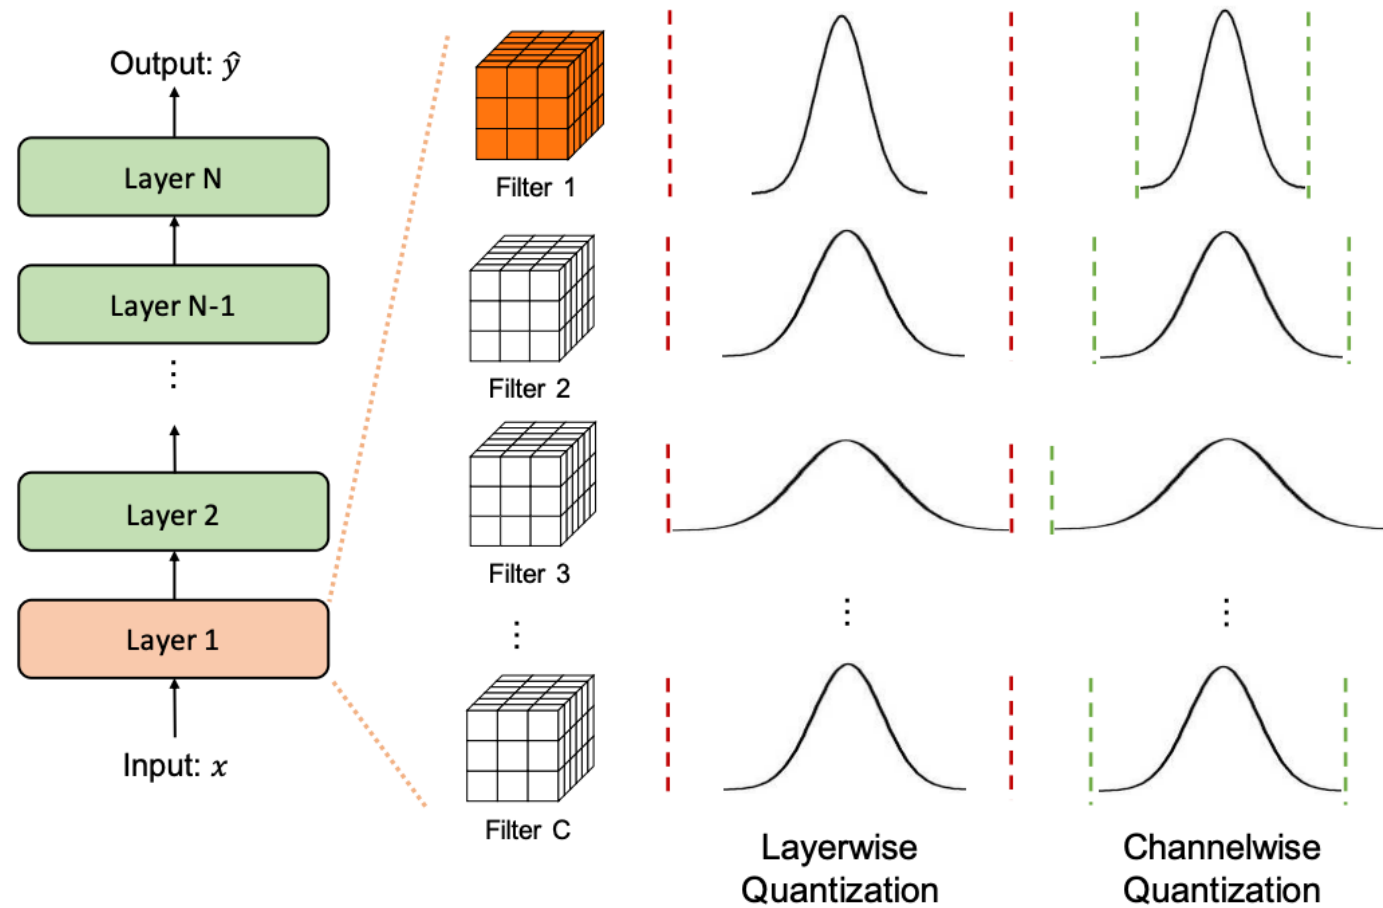 Output: ŷ
Layer N
Layer N-1
⋮
Layer 2
Layer 1
Input: x
Filter 1
Filter 2
Filter 3
⋮
Filter C
⋮
⋮
Layerwise
Quantization
Channelwise
Quantization